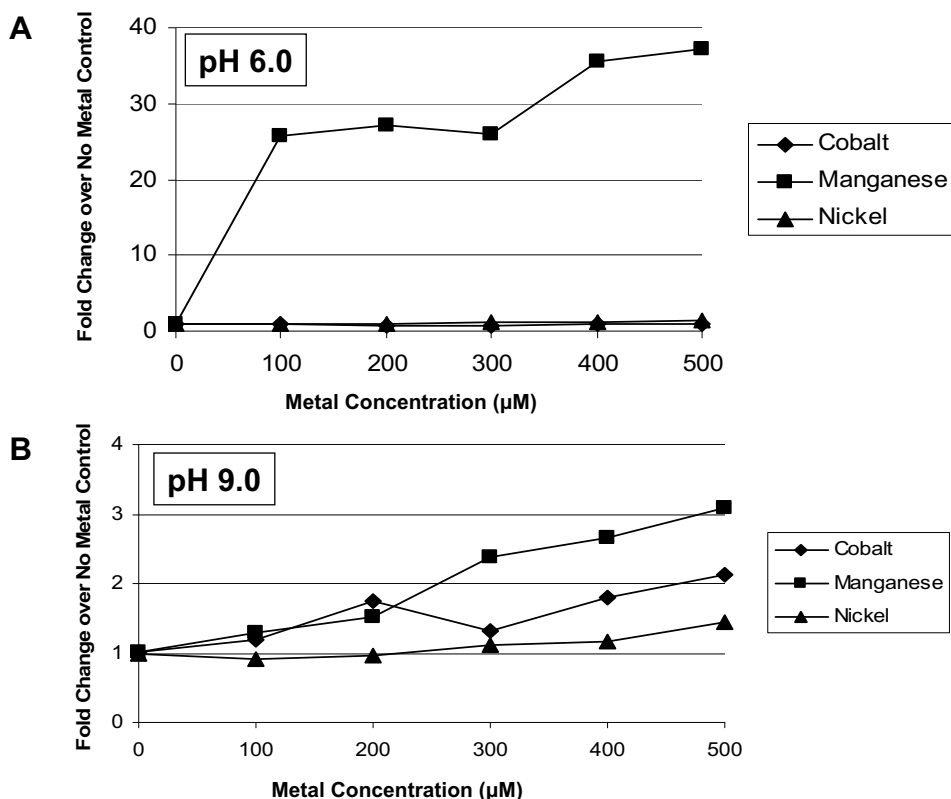 A
Fold Change over No Metal Control
40
30
20
10
0
pH 6.0
0 100 200 300 400 500
Metal Concentration (µM)
Cobalt
Manganese
Nickel
B
Fold Change over No Metal Control
4
3
2
1
0
pH 9.0
0 100 200 300 400 500
Metal Concentration (µM)
Cobalt
Manganese
Nickel